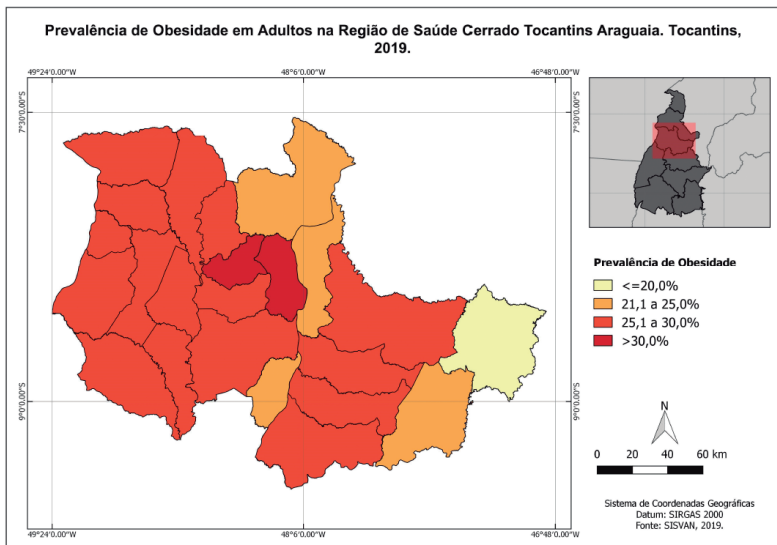 Prevalência de Obesidade em Adultos na Região de Saúde Cerrado Tocantins Araguaia. Tocantins,
2019.
49°24'0.00"W
48°6'0.00"W
46°48'0.00"W
7°30'0.00"S
7°30'0.00"S
9°0'0.00"S
9°0'0.00"S
49°24'0.00"W
48°6'0.00"W
46°48'0.00"W
Prevalência de Obesidade
<=20,0%
21,1 a 25,0%
25,1 a 30,0%
>30,0%
N
0 20 40 60 km
Sistema de Coordenadas Geográficas
Datum: SIRGAS 2000
Fonte: SISVAN, 2019.